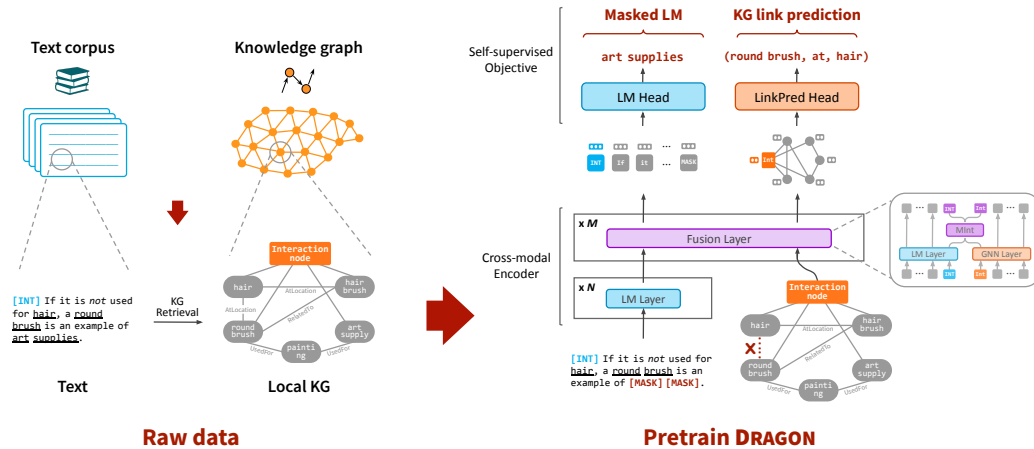 Text corpus
Knowledge graph
Interaction
node
hair
hair
brush
AtLocation
AtLocation
RelatedTo
round
brush
art
supply
painti
ng
UsedFor
UsedFor
[INT] If it is not used
for hair, a round
brush is an example of
art supplies.
KG
Retrieval
Text
Local KG
Raw data
Self-supervised
Objective
Masked LM
KG link prediction
art supplies
(round brush, at, hair)
LM Head
LinkPred Head
INT
If
it
...
MASK
Int
Cross-modal
Encoder
x M
Fusion Layer
x N
LM Layer
[INT] If it is not used for
hair, a round brush is an
example of [MASK] [MASK].
Interaction
node
hair
hair
brush
AtLocation
X
RelatedTo
round
brush
art
supply
painti
ng
UsedFor
UsedFor
...
INT
Int
...
MInt
LM Layer
GNN Layer
...
INT
Int
...
Pretrain DRAGON